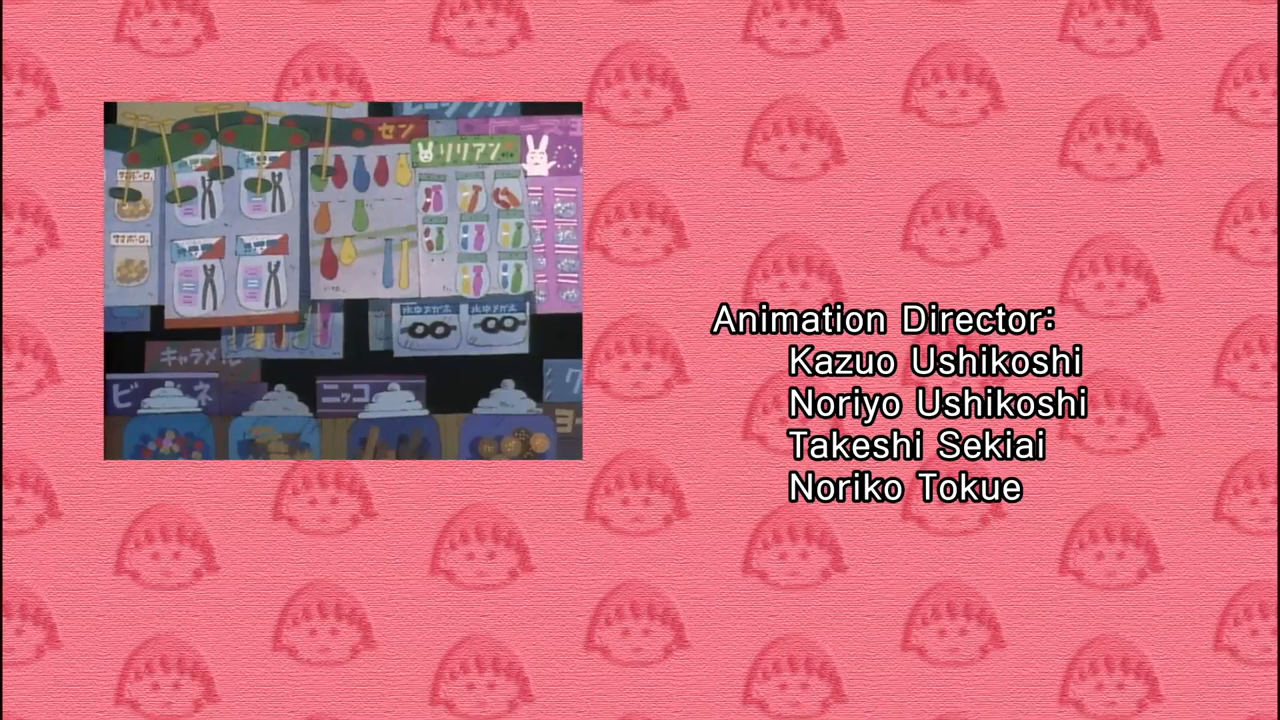 セン
リリアン
キャラメル
ニッコ
Animation Director:
Kazuo Ushikoshi
Noriyo Ushikoshi
Takeshi Sekiai
Noriko Tokue